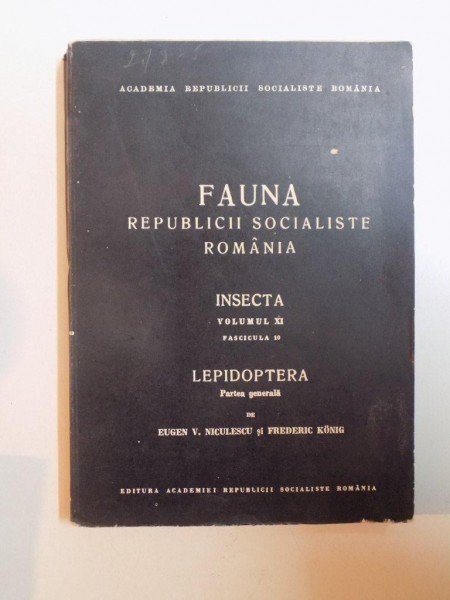 ACADEMIA REPUBLICII SOCIALISTE ROMÂNIA
FAUNA
REPUBLICII SOCIALISTE
ROMÂNIA
INSECTA
VOLUMUL XI
FASCICULA 10
LEPIDOPTERA
Partea generală
DE
EUGEN V. NICULESCU și FREDERIC KÖNIG
EDITURA ACADEMIEI REPUBLICII SOCIALISTE ROMÂNIA